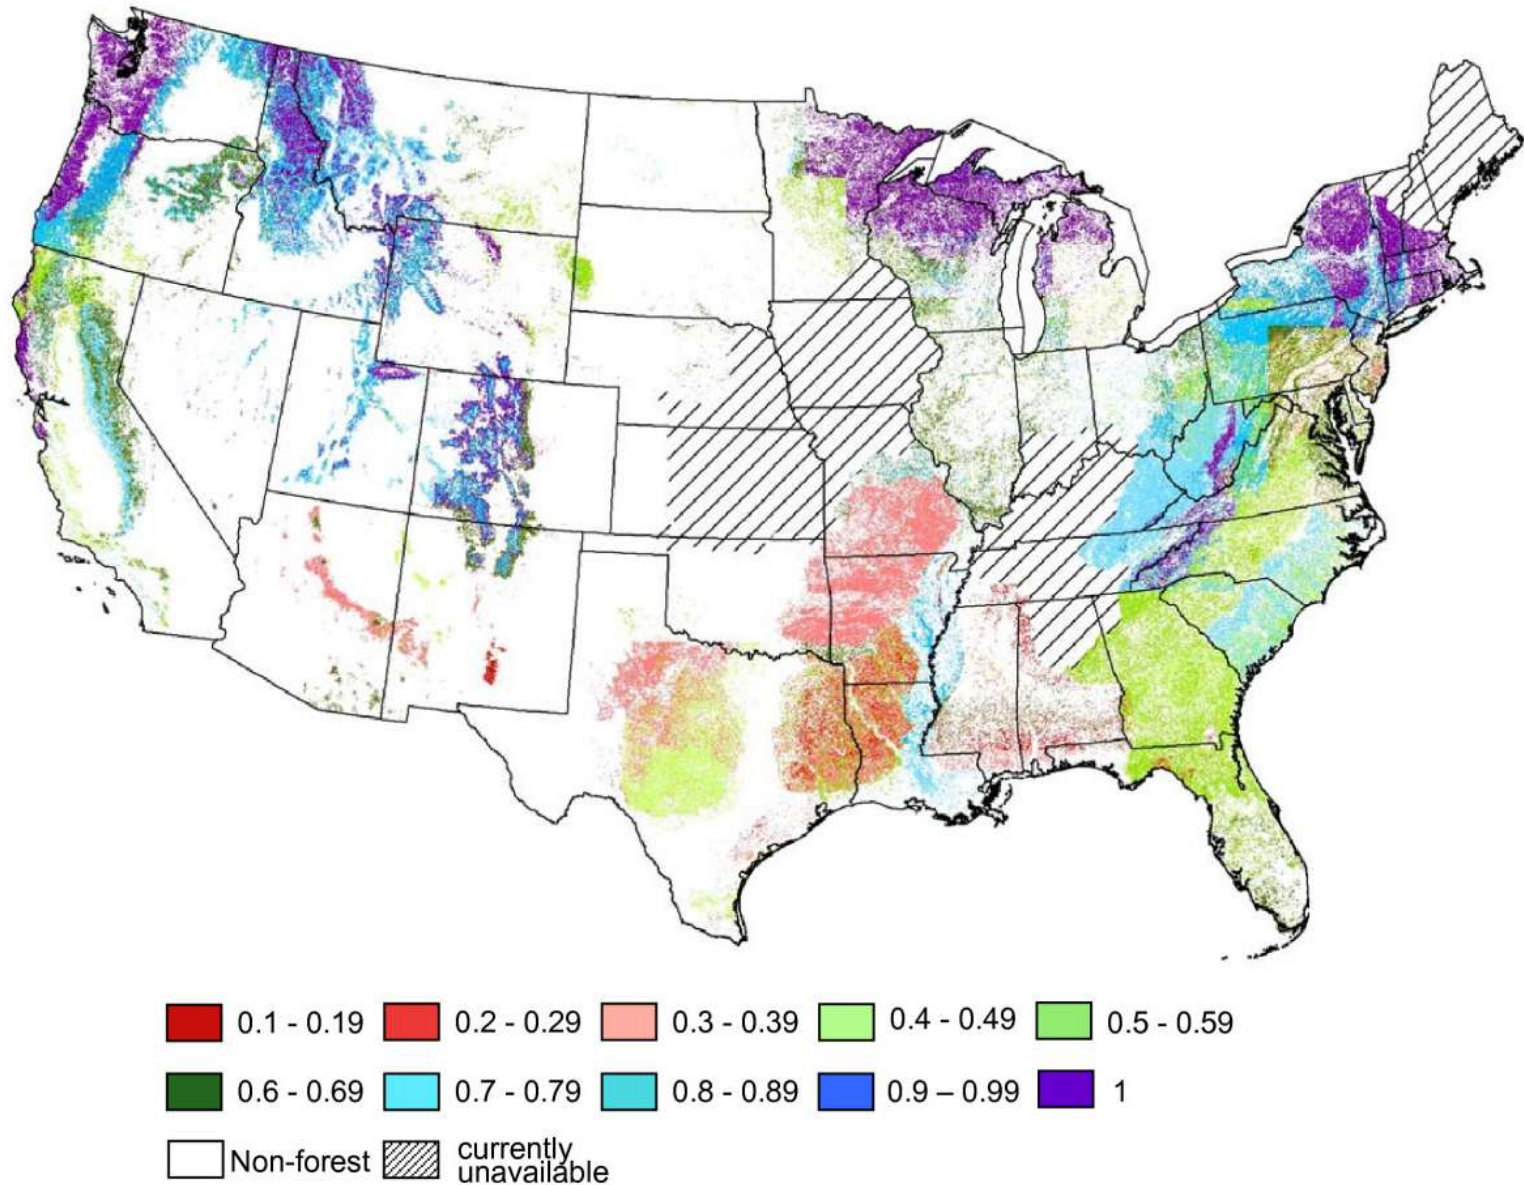 0.1 - 0.19 0.2 - 0.29 0.3 - 0.39 0.4 - 0.49 0.5 - 0.59
0.6 - 0.69 0.7 - 0.79 0.8 - 0.89 0.9 – 0.99 1
Non-forest currently
unavailable